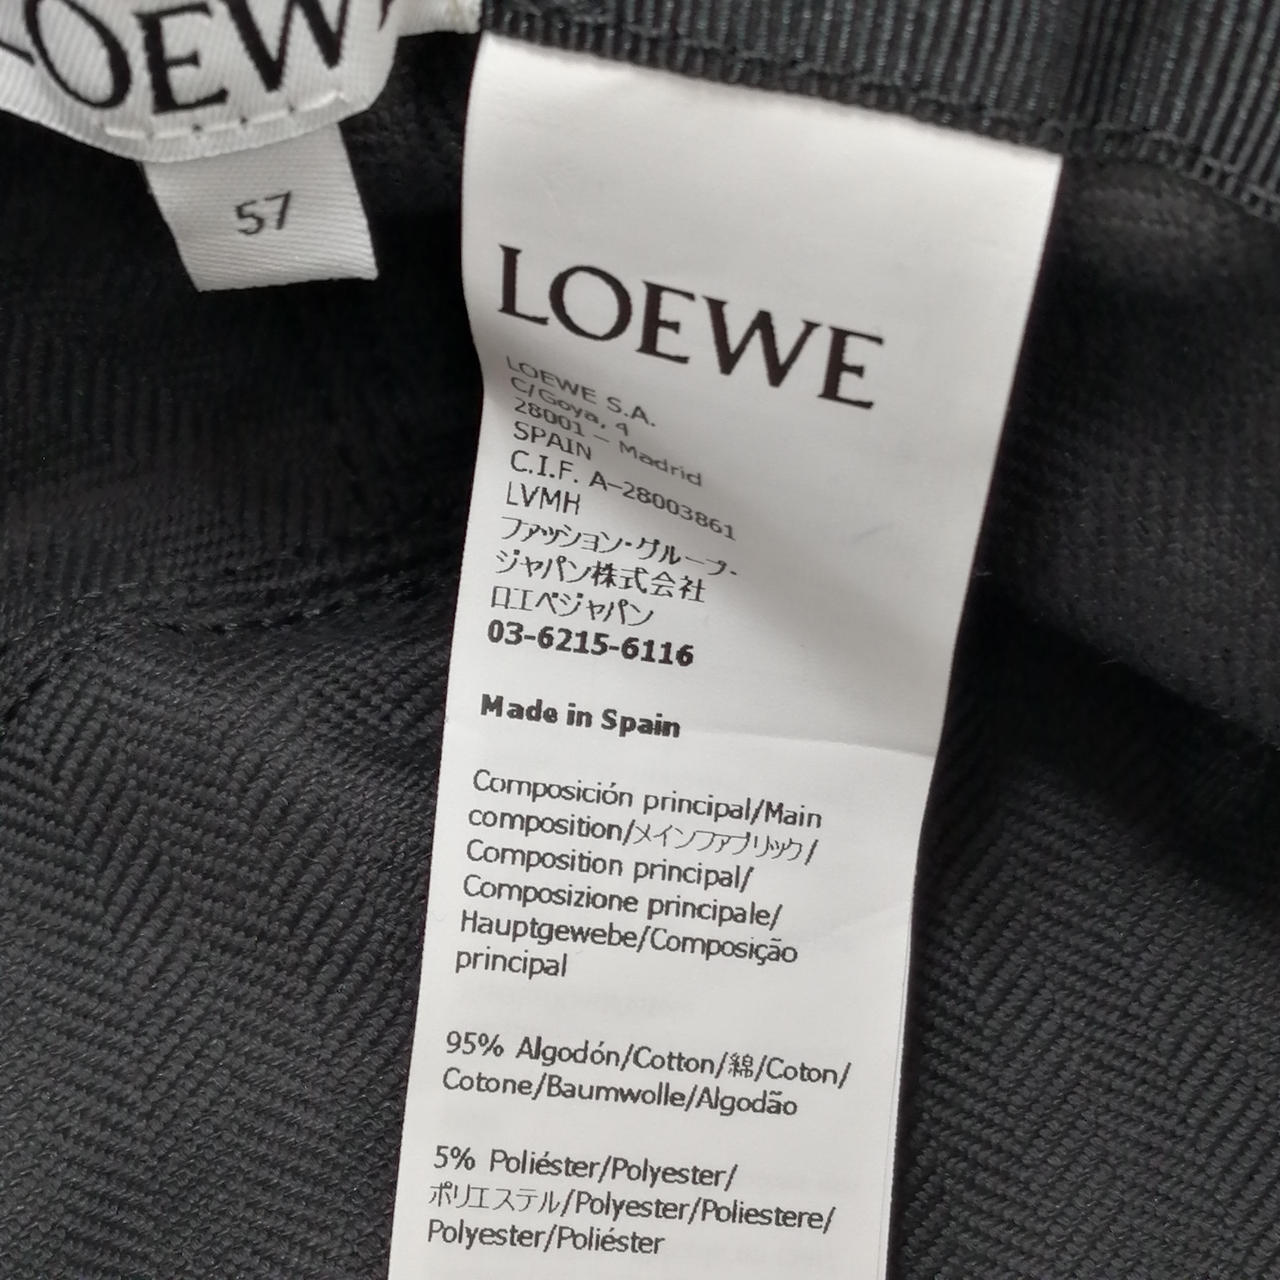 LOEWE
57
LOEWE
LOEWE S.A.
C/Goya, 4
28001 – Madrid
SPAIN
C.I.F. A-28003861
LVMH
ファッション・グループ・
ジャパン株式会社
ロエベジャパン
03-6215-6116
Made in Spain
Composición principal/Main
composition/メインファブリック/
Composition principal/
Composizione principale/
Hauptgewebe/Composição
principal
95% Algodón/Cotton/綿/Coton/
Cotone/Baumwolle/Algodão
5% Poliéster/Polyester/
ポリエステル/Polyester/Poliestere/
Polyester/Poliéster